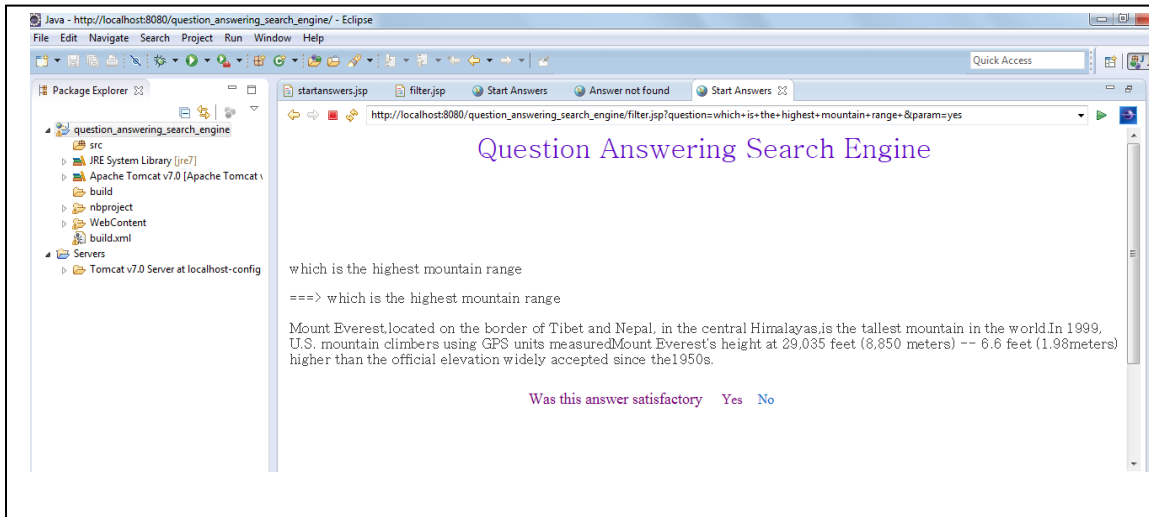 Java - http://localhost:8080/question_answering_search_engine/ - Eclipse
File Edit Navigate Search Project Run Window Help
Quick Access
Package Explorer
startanswers.jsp filter.jsp Start Answers Answer not found Start Answers
http://localhost:8080/question_answering_search_engine/filter.jsp?question=which+is+the+highest+mountain+range+&param=yes
question_answering_search_engine
src
JRE System Library [jre7]
Apache Tomcat v7.0 [Apache Tomcat v
build
nbproject
WebContent
build.xml
Servers
Tomcat v7.0 Server at localhost-config
Question Answering Search Engine
which is the highest mountain range
===> which is the highest mountain range
Mount Everest,located on the border of Tibet and Nepal, in the central Himalayas,is the tallest mountain in the world.In 1999,
U.S. mountain climbers using GPS units measuredMount Everest's height at 29,035 feet (8,850 meters) -- 6.6 feet (1.98meters)
higher than the official elevation widely accepted since the1950s.
Was this answer satisfactory Yes No